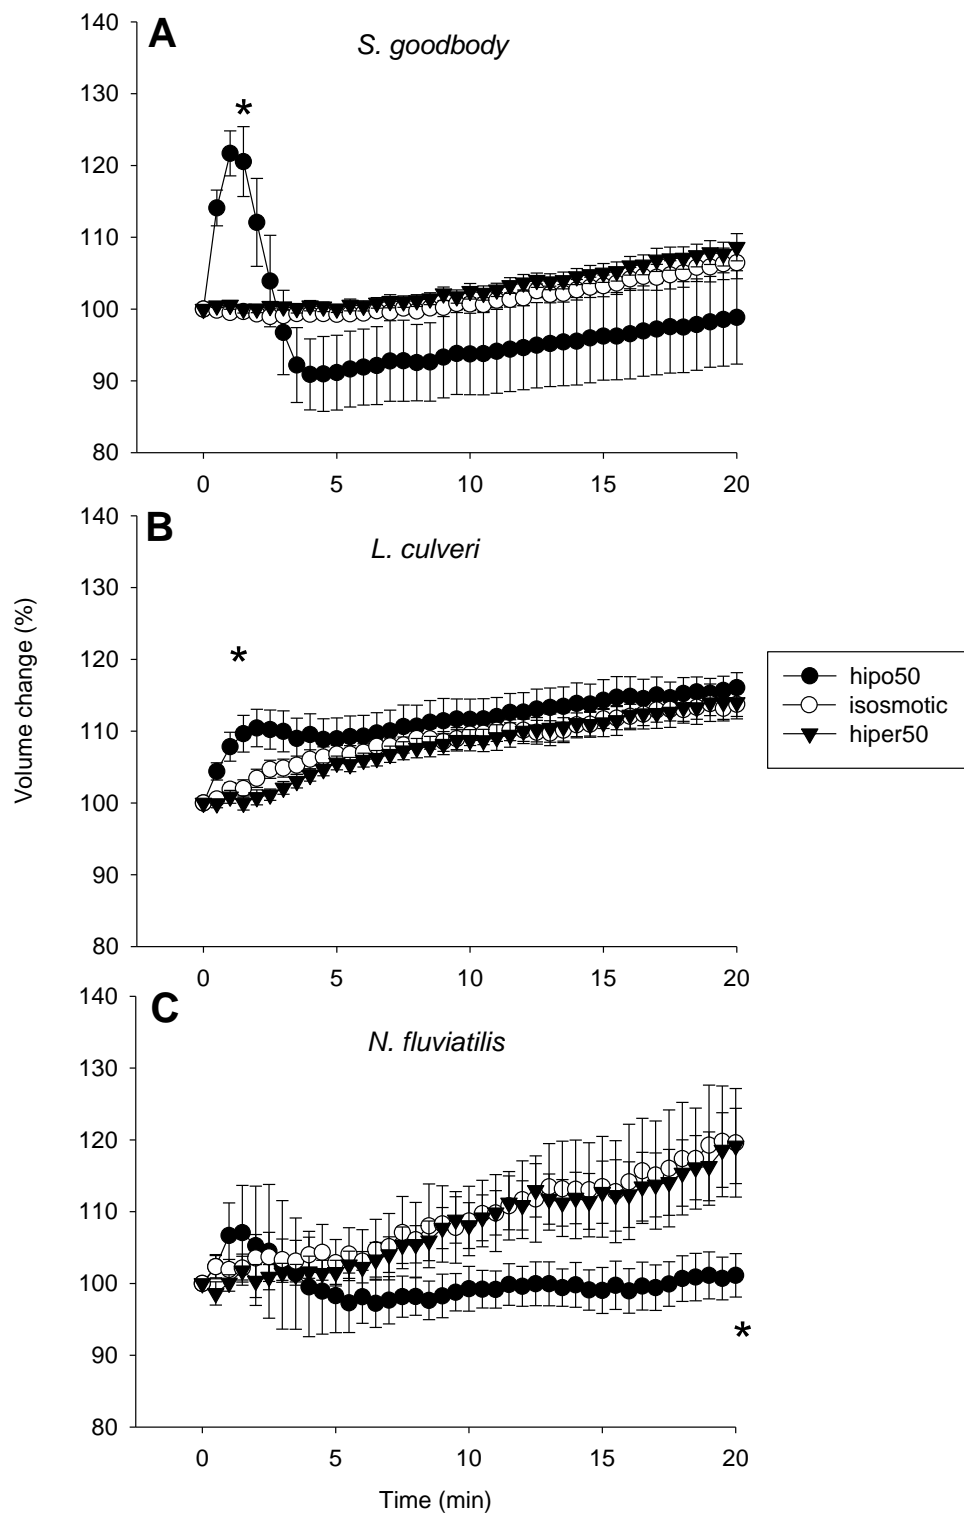 A
S. goodbody
140
130
*
120
110
100
90
80
0 5 10 15 20
B
L. culveri
140
130
120
*
110
100
90
80
0 5 10 15 20
Volume change (%)
hipo50
isosmotic
hiper50
C
N. fluviatilis
140
130
120
110
100
90
80
*
0 5 10 15 20
Time (min)